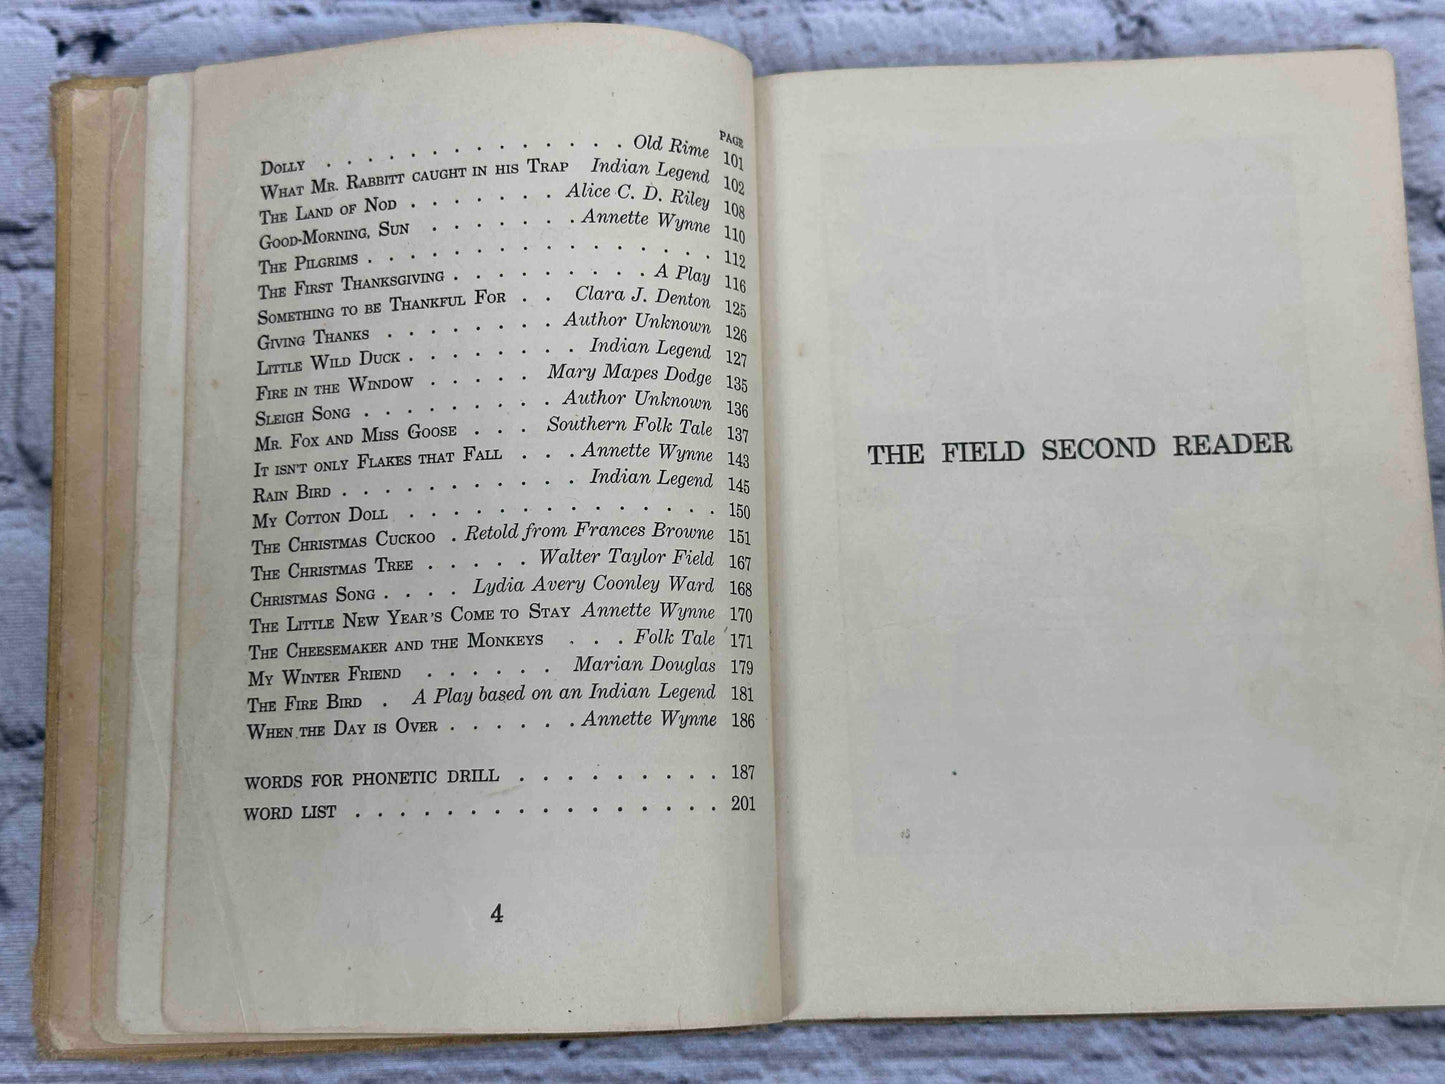 PAGE
Dolly . . . . . . . . . . . . . . Old Rime 101
What Mr. Rabbitt caught in his Trap Indian Legend 102
The Land of Nod . . . . . . . Alice C. D. Riley 108
Good-Morning, Sun . . . . . . . Annette Wynne 110
The Pilgrims . . . . . . . . . . . . . . . . 112
The First Thanksgiving . . . . . . . . . A Play 116
Something to be Thankful For . . Clara J. Denton 125
Giving Thanks . . . . . . . . Author Unknown 126
Little Wild Duck . . . . . . . . Indian Legend 127
Fire in the Window . . . . . Mary Mapes Dodge 135
Sleigh Song . . . . . . . . . Author Unknown 136
Mr. Fox and Miss Goose . . . Southern Folk Tale 137
It isn't only Flakes that Fall . . . Annette Wynne 143
Rain Bird . . . . . . . . . . . Indian Legend 145
My Cotton Doll . . . . . . . . . . . . . . 150
The Christmas Cuckoo . Retold from Frances Browne 151
The Christmas Tree . . . . . Walter Taylor Field 167
Christmas Song . . . . Lydia Avery Coonley Ward 168
The Little New Year's Come to Stay Annette Wynne 170
The Cheesemaker and the Monkeys . . . Folk Tale 171
My Winter Friend . . . . . . Marian Douglas 179
The Fire Bird . A Play based on an Indian Legend 181
When the Day is Over . . . . . . Annette Wynne 186
WORDS FOR PHONETIC DRILL . . . . . . . . . 187
WORD LIST . . . . . . . . . . . . . . . . 201
4
THE FIELD SECOND READER